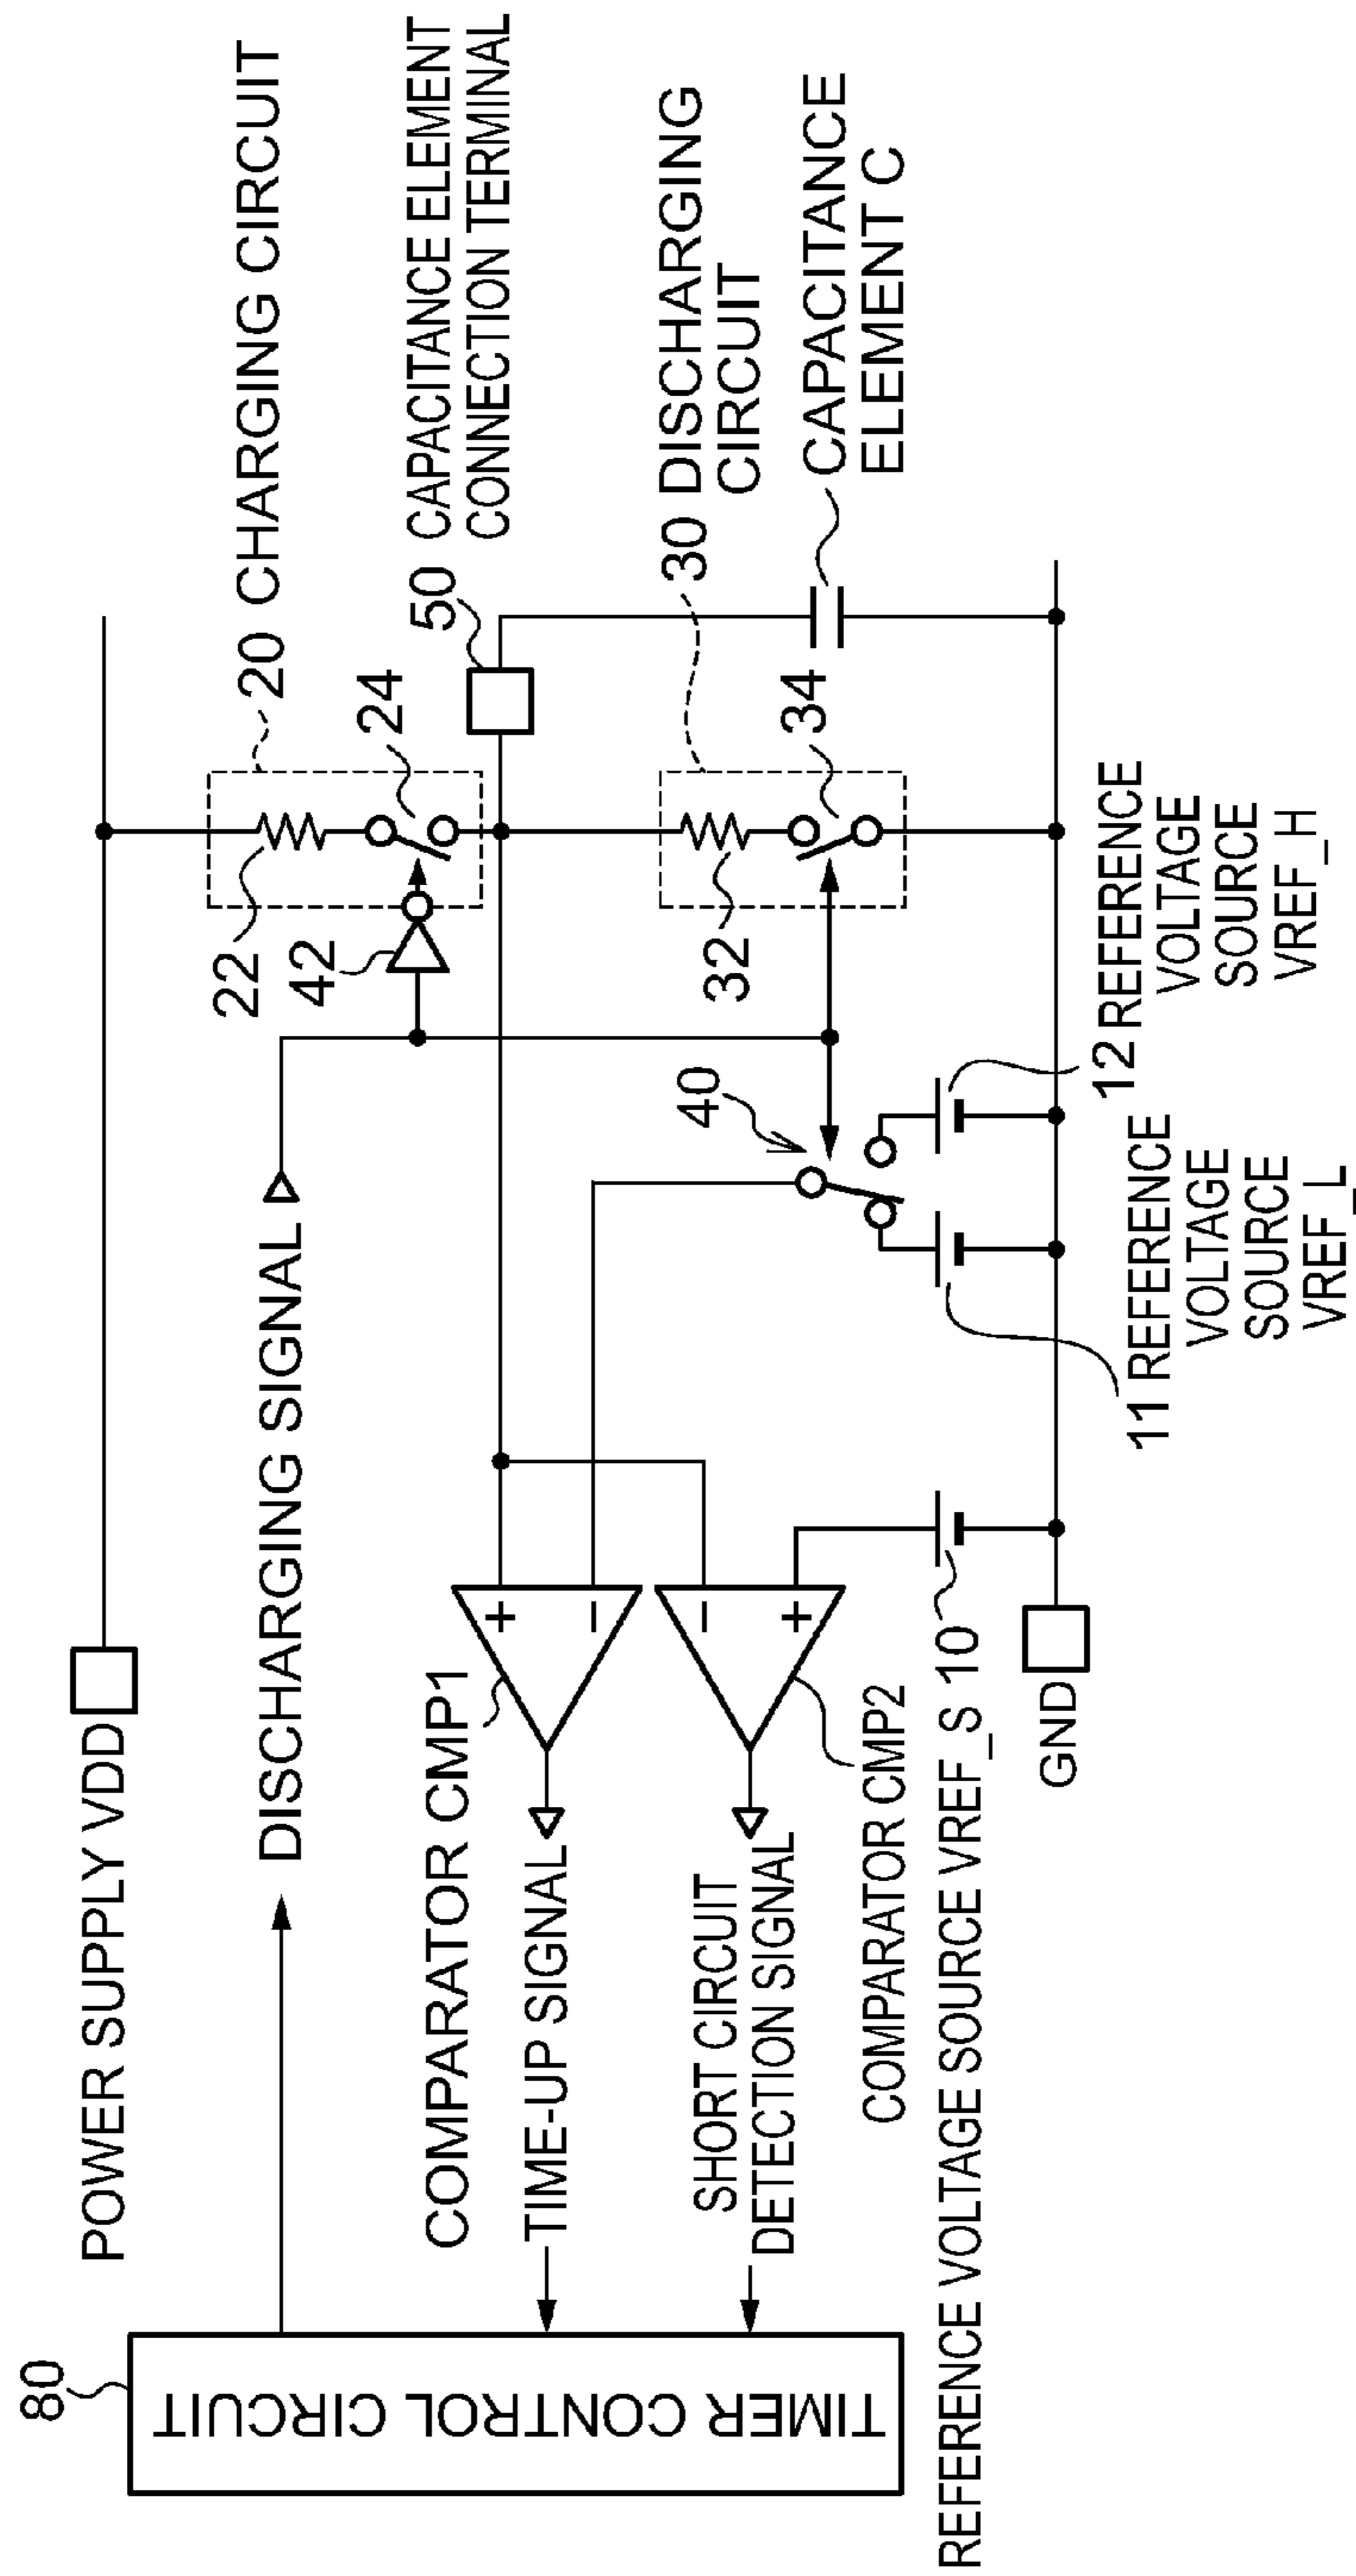 80
TIMER CONTROL CIRCUIT
POWER SUPPLY VDD
DISCHARGING SIGNAL
COMPARATOR CMP1
TIME-UP SIGNAL
SHORT CIRCUIT
DETECTION SIGNAL
COMPARATOR CMP2
REFERENCE VOLTAGE SOURCE VREF_S 10
GND
+
−
−
+
11 REFERENCE
VOLTAGE
SOURCE
VREF_L
12 REFERENCE
VOLTAGE
SOURCE
VREF_H
40
42
22
24
32
34
20 CHARGING CIRCUIT
50 CAPACITANCE ELEMENT
CONNECTION TERMINAL
30 DISCHARGING
CIRCUIT
CAPACITANCE
ELEMENT C